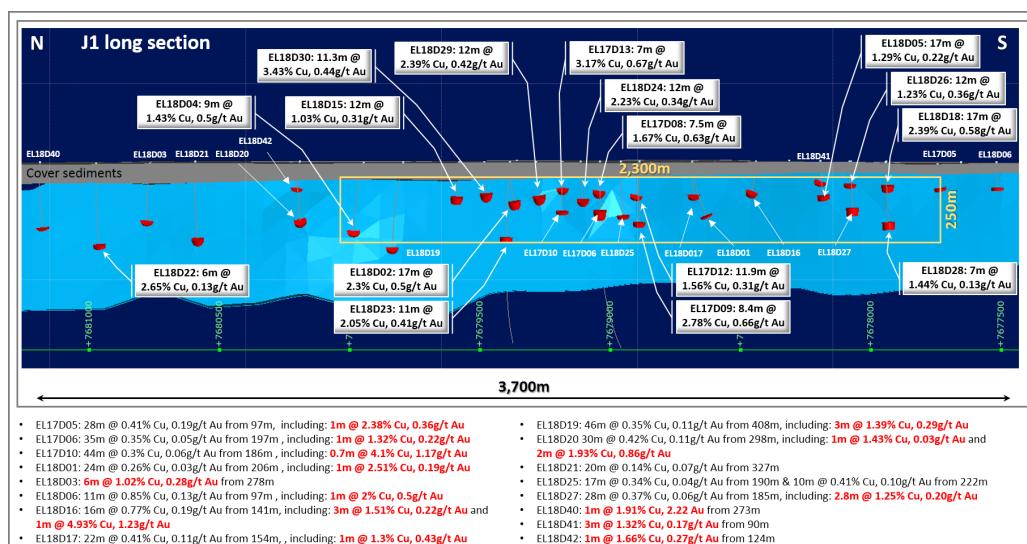 N
J1 long section
S
EL18D30: 11.3m @
3.43% Cu, 0.44g/t Au
EL18D29: 12m @
2.39% Cu, 0.42g/t Au
EL17D13: 7m @
3.17% Cu, 0.67g/t Au
EL18D05: 17m @
1.29% Cu, 0.22g/t Au
EL18D04: 9m @
1.43% Cu, 0.5g/t Au
EL18D15: 12m @
1.03% Cu, 0.31g/t Au
EL18D24: 12m @
2.23% Cu, 0.34g/t Au
EL18D26: 12m @
1.23% Cu, 0.36g/t Au
EL17D08: 7.5m @
1.67% Cu, 0.63g/t Au
EL18D18: 17m @
2.39% Cu, 0.58g/t Au
EL18D40
EL18D03
EL18D21
EL18D20
EL18D42
EL18D41
EL17D05
EL18D06
Cover sediments
2,300m
250m
EL18D19
EL17D10
EL17D06
EL18D25
EL18D017
EL18D01
EL18D16
EL18D27
EL18D22: 6m @
2.65% Cu, 0.13g/t Au
EL18D02: 17m @
2.3% Cu, 0.5g/t Au
EL17D12: 11.9m @
1.56% Cu, 0.31g/t Au
EL18D28: 7m @
1.44% Cu, 0.13g/t Au
EL18D23: 11m @
2.05% Cu, 0.41g/t Au
EL17D09: 8.4m @
2.78% Cu, 0.66g/t Au
+7681000
+7680500
+7679500
+7679000
+7678000
+7677500
3,700m
• EL17D05: 28m @ 0.41% Cu, 0.19g/t Au from 97m, including: 1m @ 2.38% Cu, 0.36g/t Au
• EL17D06: 35m @ 0.35% Cu, 0.05g/t Au from 197m , including: 1m @ 1.32% Cu, 0.22g/t Au
• EL17D10: 44m @ 0.3% Cu, 0.06g/t Au from 186m , including: 0.7m @ 4.1% Cu, 1.17g/t Au
• EL18D01: 24m @ 0.26% Cu, 0.03g/t Au from 206m , including: 1m @ 2.51% Cu, 0.19g/t Au
• EL18D03: 6m @ 1.02% Cu, 0.28g/t Au from 278m
• EL18D06: 11m @ 0.85% Cu, 0.13g/t Au from 97m , including: 1m @ 2% Cu, 0.5g/t Au
• EL18D16: 16m @ 0.77% Cu, 0.19g/t Au from 141m, including: 3m @ 1.51% Cu, 0.22g/t Au and
1m @ 4.93% Cu, 1.23g/t Au
• EL18D17: 22m @ 0.41% Cu, 0.11g/t Au from 154m, , including: 1m @ 1.3% Cu, 0.43g/t Au
• EL18D19: 46m @ 0.35% Cu, 0.11g/t Au from 408m, including: 3m @ 1.39% Cu, 0.29g/t Au
• EL18D20 30m @ 0.42% Cu, 0.11g/t Au from 298m, including: 1m @ 1.43% Cu, 0.03g/t Au and
2m @ 1.93% Cu, 0.86g/t Au
• EL18D21: 20m @ 0.14% Cu, 0.07g/t Au from 327m
• EL18D25: 17m @ 0.34% Cu, 0.04g/t Au from 190m & 10m @ 0.41% Cu, 0.10g/t Au from 222m
• EL18D27: 28m @ 0.37% Cu, 0.06g/t Au from 185m, including: 2.8m @ 1.25% Cu, 0.20g/t Au
• EL18D40: 1m @ 1.91% Cu, 2.22 Au from 273m
• EL18D41: 3m @ 1.32% Cu, 0.17g/t Au from 90m
• EL18D42: 1m @ 1.66% Cu, 0.27g/t Au from 124m